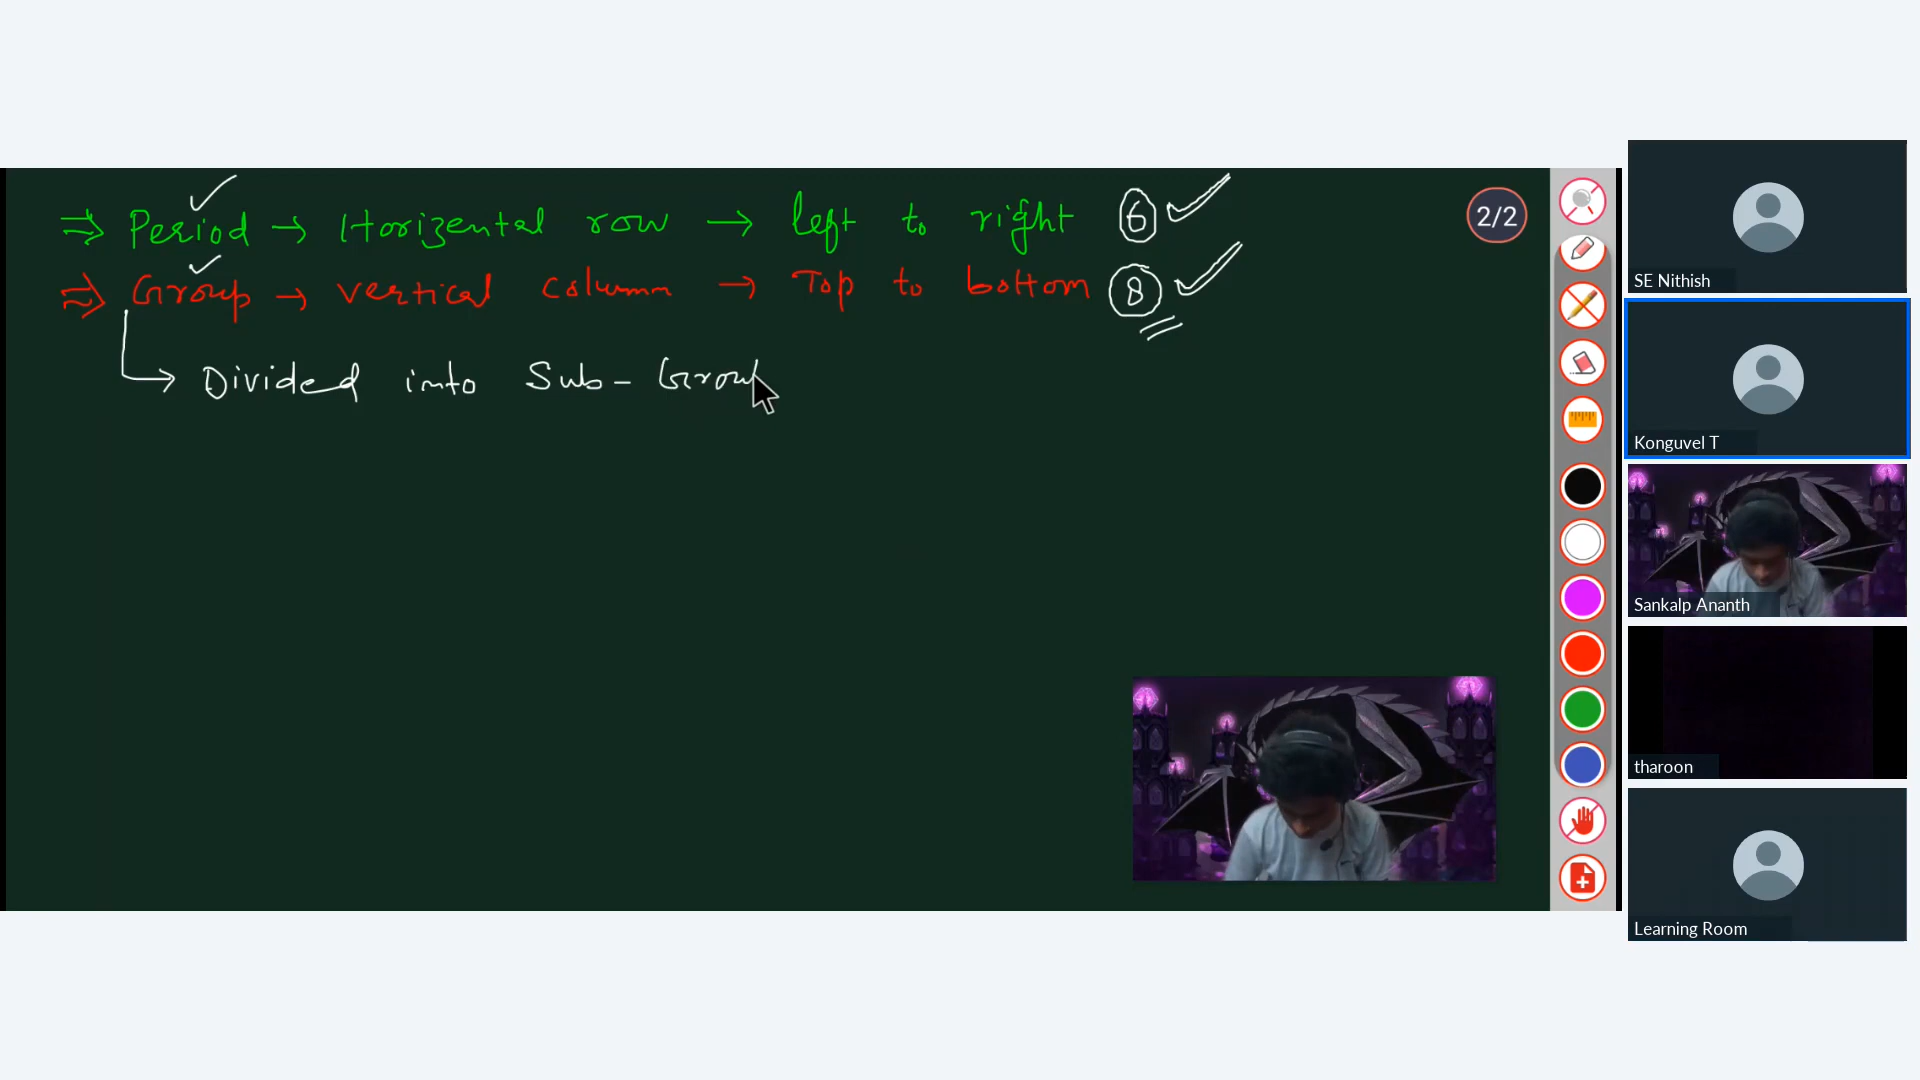 ⇒ Period → Horizental row → left to right 6 ✓
⇒ Group → vertical column → Top to bottom 8 ✓
→ Divided into Sub - Group
2/2
SE Nithish
Konguvel T
Sankalp Ananth
tharoon
Learning Room